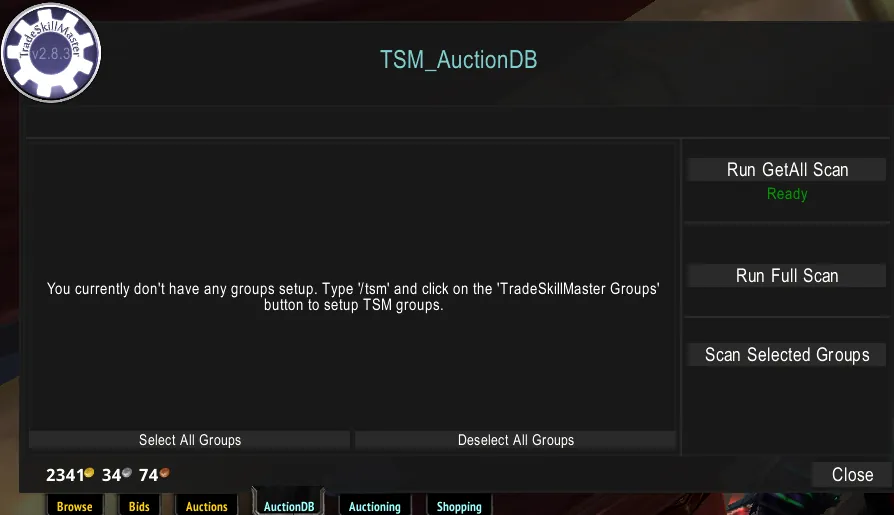 TradeSkillMaster
v2.8.3
TSM_AuctionDB
Run GetAll Scan
Ready
Run Full Scan
Scan Selected Groups
You currently don't have any groups setup. Type '/tsm' and click on the 'TradeSkillMaster Groups'
button to setup TSM groups.
Select All Groups
Deselect All Groups
2341 34 74
Close
Browse
Bids
Auctions
AuctionDB
Auctioning
Shopping